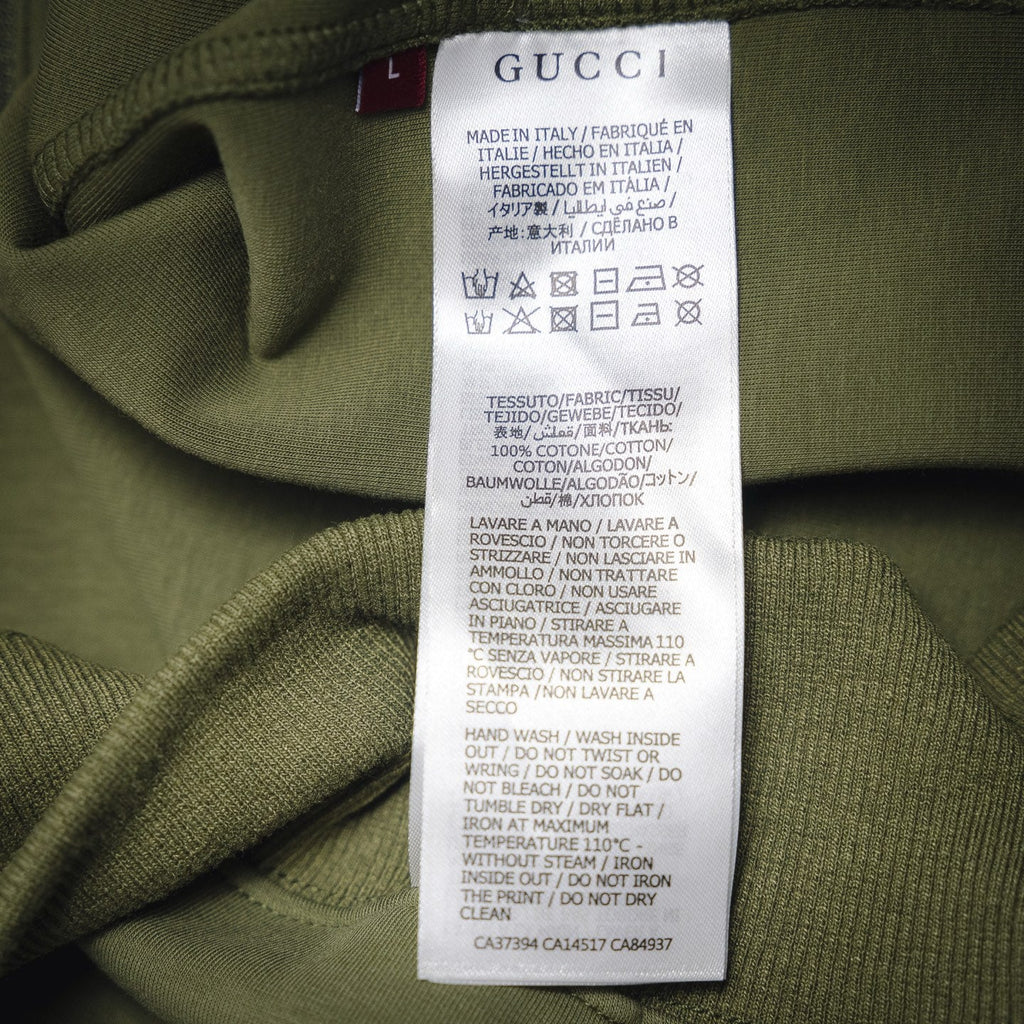 L
GUCCI
MADE IN ITALY / FABRIQUÉ EN
ITALIE / HECHO EN ITALIA /
HERGESTELLT IN ITALIEN /
FABRICADO EM ITÁLIA /
イタリア製 / صنع في ايطاليا /
产地:意大利 / СДЕЛАНО В
ИТАЛИИ
TESSUTO/FABRIC/TISSU/
TEJIDO/GEWEBE/TECIDO/
表地/قماش/面料/ТКАНЬ:
100% COTONE/COTTON/
COTON/ALGODON/
BAUMWOLLE/ALGODÃO/コットン/
قطن/棉/ХЛОПОК
LAVARE A MANO / LAVARE A
ROVESCIO / NON TORCERE O
STRIZZARE / NON LASCIARE IN
AMMOLLO / NON TRATTARE
CON CLORO / NON USARE
ASCIUGATRICE / ASCIUGARE
IN PIANO / STIRARE A
TEMPERATURA MASSIMA 110
°C SENZA VAPORE / STIRARE A
ROVESCIO / NON STIRARE LA
STAMPA /NON LAVARE A
SECCO
HAND WASH / WASH INSIDE
OUT / DO NOT TWIST OR
WRING / DO NOT SOAK / DO
NOT BLEACH / DO NOT
TUMBLE DRY / DRY FLAT /
IRON AT MAXIMUM
TEMPERATURE 110°C -
WITHOUT STEAM / IRON
INSIDE OUT / DO NOT IRON
THE PRINT / DO NOT DRY
CLEAN
CA37394 CA14517 CA84937